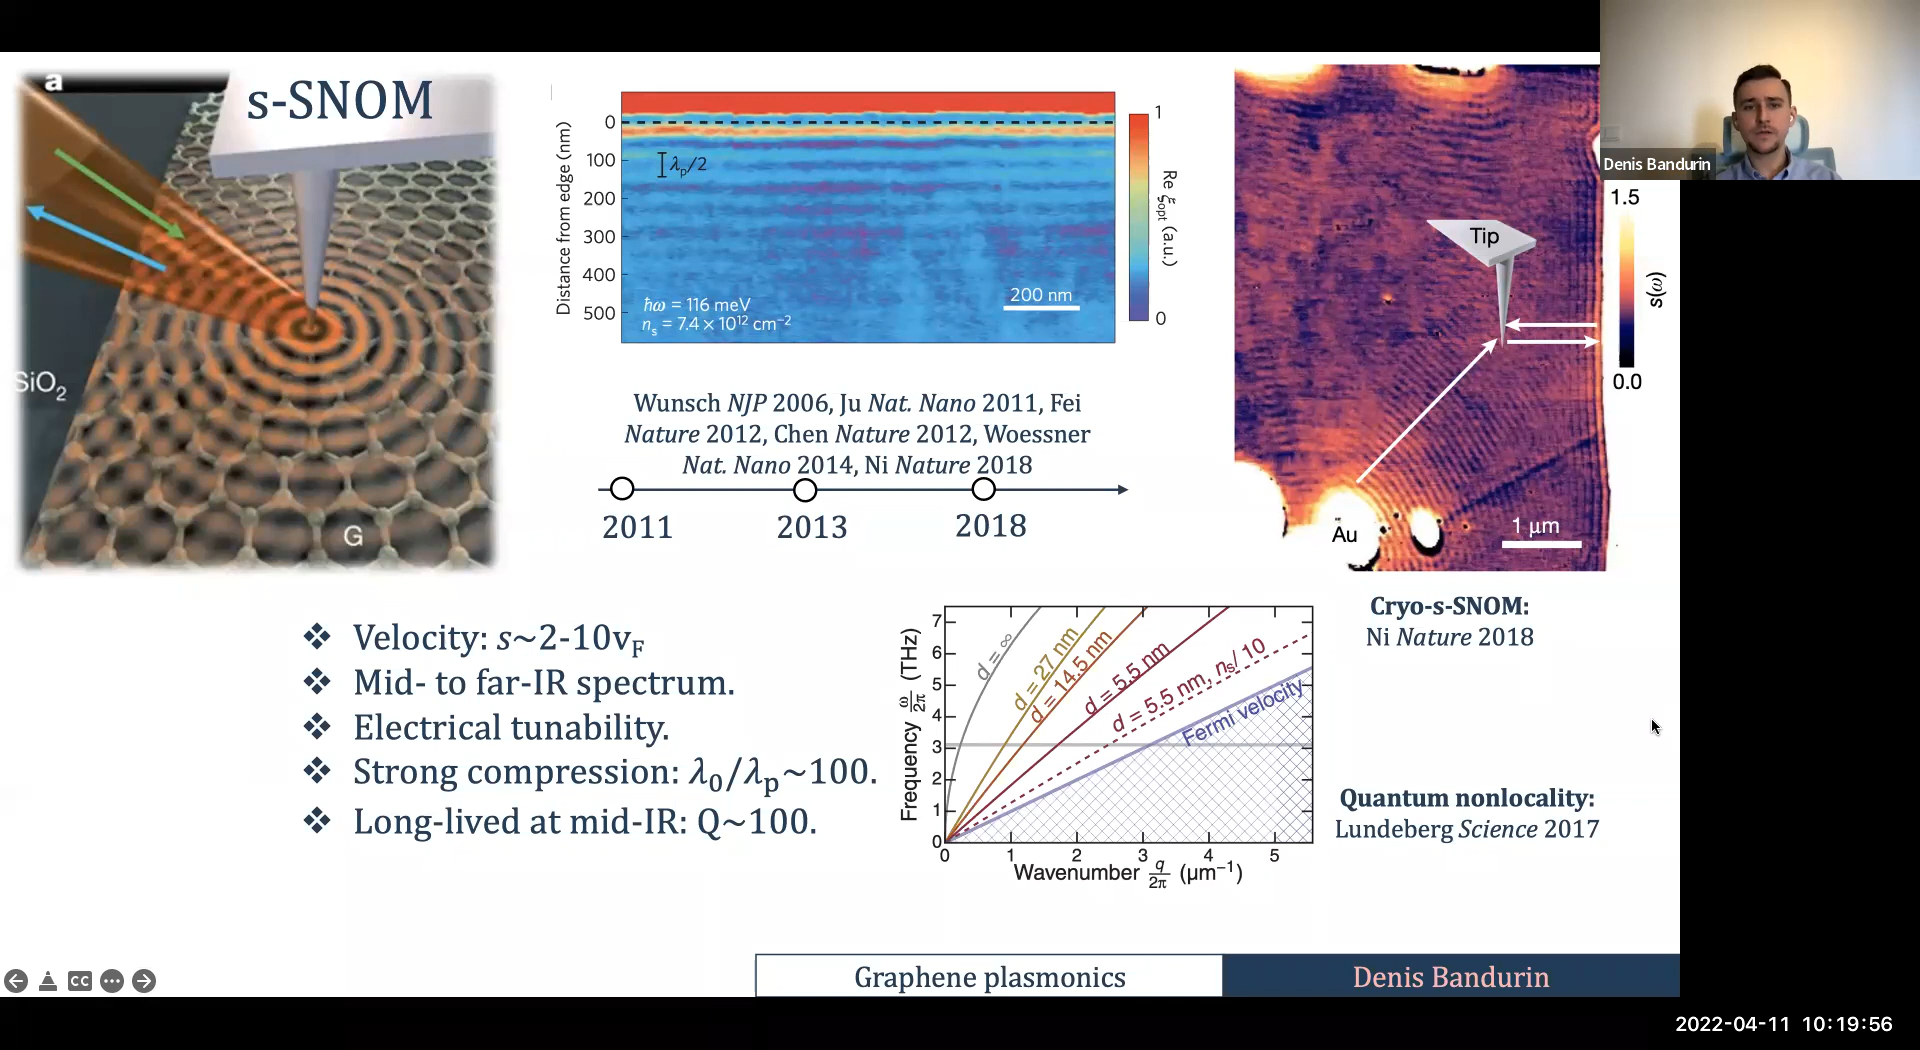 a
s-SNOM
SiO2
G
Distance from edge (nm)
0
100
200
300
400
500
λp/2
ħω = 116 meV
ns = 7.4 × 10¹² cm⁻²
200 nm
1
Re ξopt (a.u.)
0
Wunsch NJP 2006, Ju Nat. Nano 2011, Fei
Nature 2012, Chen Nature 2012, Woessner
Nat. Nano 2014, Ni Nature 2018
2011
2013
2018
Tip
Au
1 μm
Denis Bandurin
1.5
s(ω)
0.0
Cryo-s-SNOM:
Ni Nature 2018
❖ Velocity: s~2-10vF
❖ Mid- to far-IR spectrum.
❖ Electrical tunability.
❖ Strong compression: λ0/λp~100.
❖ Long-lived at mid-IR: Q~100.
Frequency ω/2π (THz)
7
6
5
4
3
2
1
0
d = ∞
d = 27 nm
d = 14.5 nm
d = 5.5 nm
d = 5.5 nm, ns/ 10
Fermi velocity
0 1 2 3 4 5
Wavenumber q/2π (μm⁻¹)
Quantum nonlocality:
Lundeberg Science 2017
CC
Graphene plasmonics
Denis Bandurin
2022-04-11 10:19:56